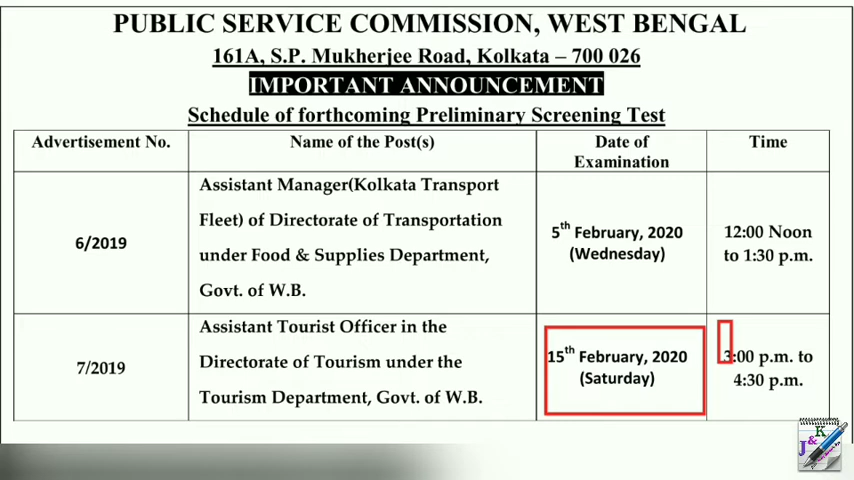 PUBLIC SERVICE COMMISSION, WEST BENGAL
161A, S.P. Mukherjee Road, Kolkata – 700 026
IMPORTANT ANNOUNCEMENT
Schedule of forthcoming Preliminary Screening Test
Advertisement No.
Name of the Post(s)
Date of
Examination
Time
6/2019
Assistant Manager(Kolkata Transport
Fleet) of Directorate of Transportation
under Food & Supplies Department,
Govt. of W.B.
5th February, 2020
(Wednesday)
12:00 Noon
to 1:30 p.m.
7/2019
Assistant Tourist Officer in the
Directorate of Tourism under the
Tourism Department, Govt. of W.B.
15th February, 2020
(Saturday)
3:00 p.m. to
4:30 p.m.
J&K